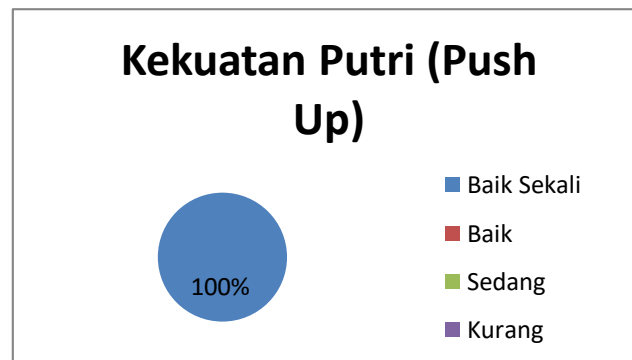 Kekuatan Putri (Push
Up)
100%
Baik Sekali
Baik
Sedang
Kurang